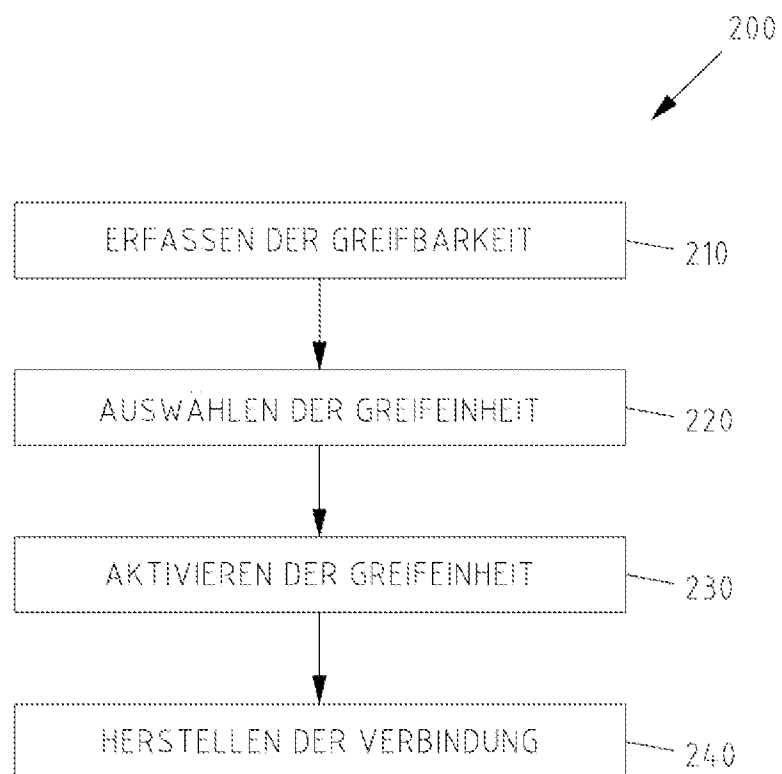 200
ERFASSEN DER GREIFBARKEIT
210
AUSWÄHLEN DER GREIFEINHEIT
220
AKTIVIEREN DER GREIFEINHEIT
230
HERSTELLEN DER VERBINDUNG
240